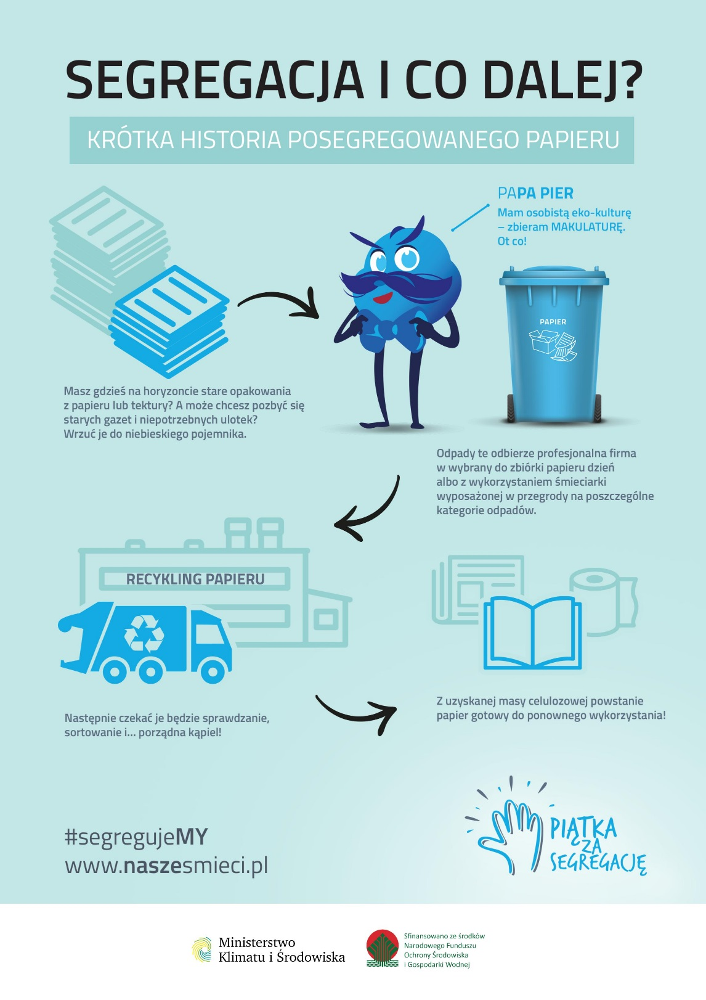 SEGREGACJA I CO DALEJ?
KRÓTKA HISTORIA POSEGREGOWANEGO PAPIERU
PAPA PIER
Mam osobistą eko-kulturę
– zbieram MAKULATURĘ.
Ot co!
PAPIER
Masz gdzieś na horyzoncie stare opakowania
z papieru lub tektury? A może chcesz pozbyć się
starych gazet i niepotrzebnych ulotek?
Wrzuć je do niebieskiego pojemnika.
Odpady te odbierze profesjonalna firma
w wybrany do zbiórki papieru dzień
albo z wykorzystaniem śmieciarki
wyposażonej w przegrody na poszczególne
kategorie odpadów.
RECYKLING PAPIERU
Następnie czekać je będzie sprawdzanie,
sortowanie i... porządna kąpiel!
Z uzyskanej masy celulozowej powstanie
papier gotowy do ponownego wykorzystania!
#segregujeMY
www.naszesmieci.pl
PIĄTKA
ZA
SEGREGACJĘ
Ministerstwo
Klimatu i Środowiska
Sfinansowano ze środków
Narodowego Funduszu
Ochrony Środowiska
i Gospodarki Wodnej